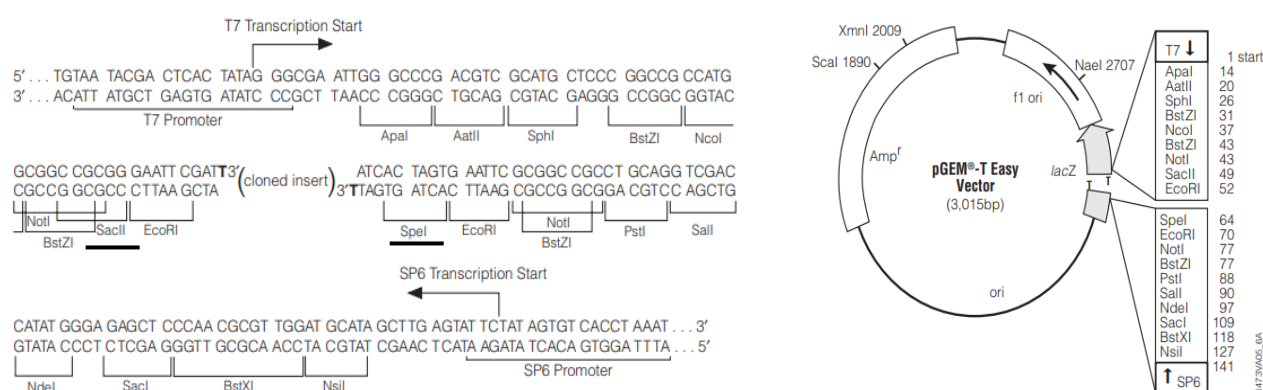 T7 Transcription Start
5′ . . . TGTAA TACGA CTCAC TATAG GGCGA ATTGG GCCCG ACGTC GCATG CTCCC GGCCG CCATG
3′ . . . ACATT ATGCT GAGTG ATATC CCGCT TAACC CGGGC TGCAG CGTAC GAGGG CCGGC GGTAC
T7 Promoter
ApaI AatII SphI BstZI NcoI
GCGGC CGCGG GAATT CGATT3′ (cloned insert) ATCAC TAGTG AATTC GCGGC CGCCT GCAGG TCGAC
CGCCG GCGCC CTTAA GCTA 3′TTAGTG ATCAC TTAAG CGCCG GCGGA CGTCC AGCTG
NotI BstZI SacII EcoRI SpeI EcoRI NotI BstZI PstI SalI
SP6 Transcription Start
CATAT GGGA GAGCT CCCAA CGCGT TGGAT GCATA GCTTG AGTAT TCTAT AGTGT CACCT AAAT . . . 3′
GTATA CCCT CTCGAG GGTT GCGCA ACCTA CGTAT CGAAC TCATA AGATA TCACA GTGGA TTTA . . . 5′
SP6 Promoter
NdeI SacI BstXI NsiI
XmnI 2009
ScaI 1890
NaeI 2707
f1 ori
Ampr
pGEM®-T Easy
Vector
(3,015bp)
lacZ
T T
ori
T7 ↓
1 start
ApaI 14
AatII 20
SphI 26
BstZI 31
NcoI 37
BstZI 43
NotI 43
SacII 49
EcoRI 52
SpeI 64
EcoRI 70
NotI 77
BstZI 77
PstI 88
SalI 90
NdeI 97
SacI 109
BstXI 118
NsiI 127
141
↑ SP6